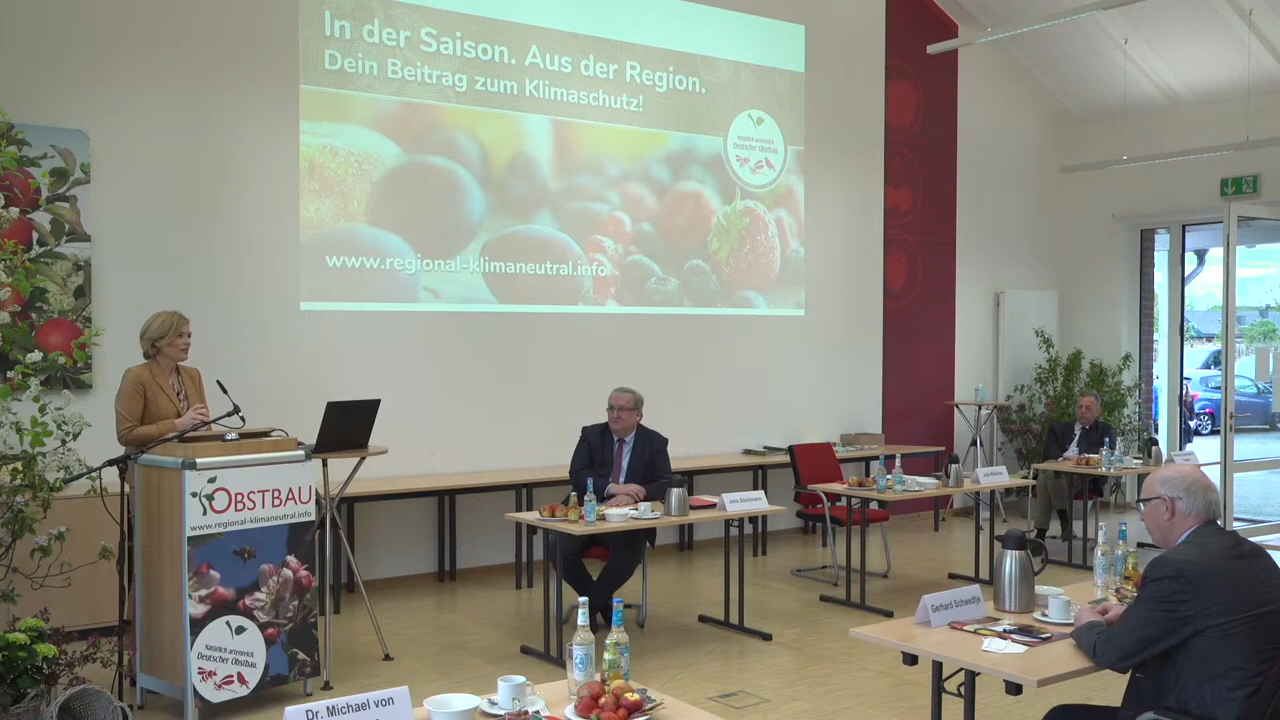 In der Saison. Aus der Region.
Dein Beitrag zum Klimaschutz!
Natürlich artenreich.
Deutscher Obstbau.
www.regional-klimaneutral.info
OBSTBAU
www.regional-klimaneutral.info
Natürlich artenreich.
Deutscher Obstbau.
Jens Stechmann
Gerhard Schwedtje
Dr. Michael von